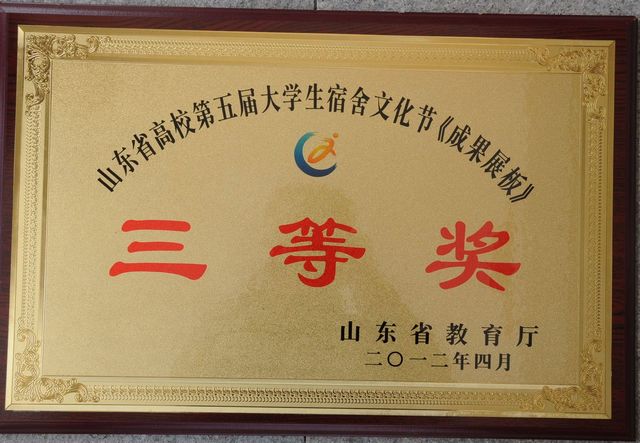 山东省高校第五届大学生宿舍文化节《成果展板》
三等奖
山东省教育厅
二〇一二年四月